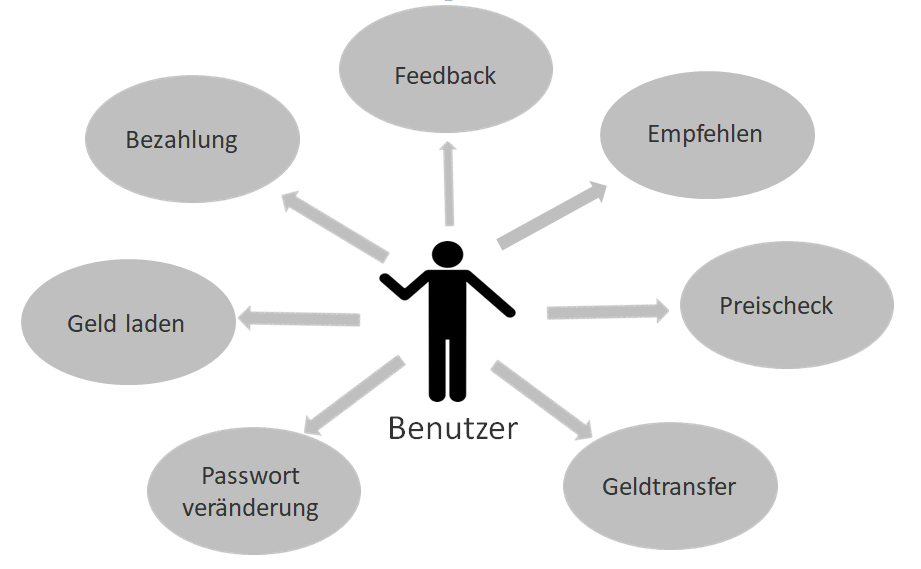 Feedback
Bezahlung
Empfehlen
Geld laden
Preischeck
Benutzer
Passwort
veränderung
Geldtransfer